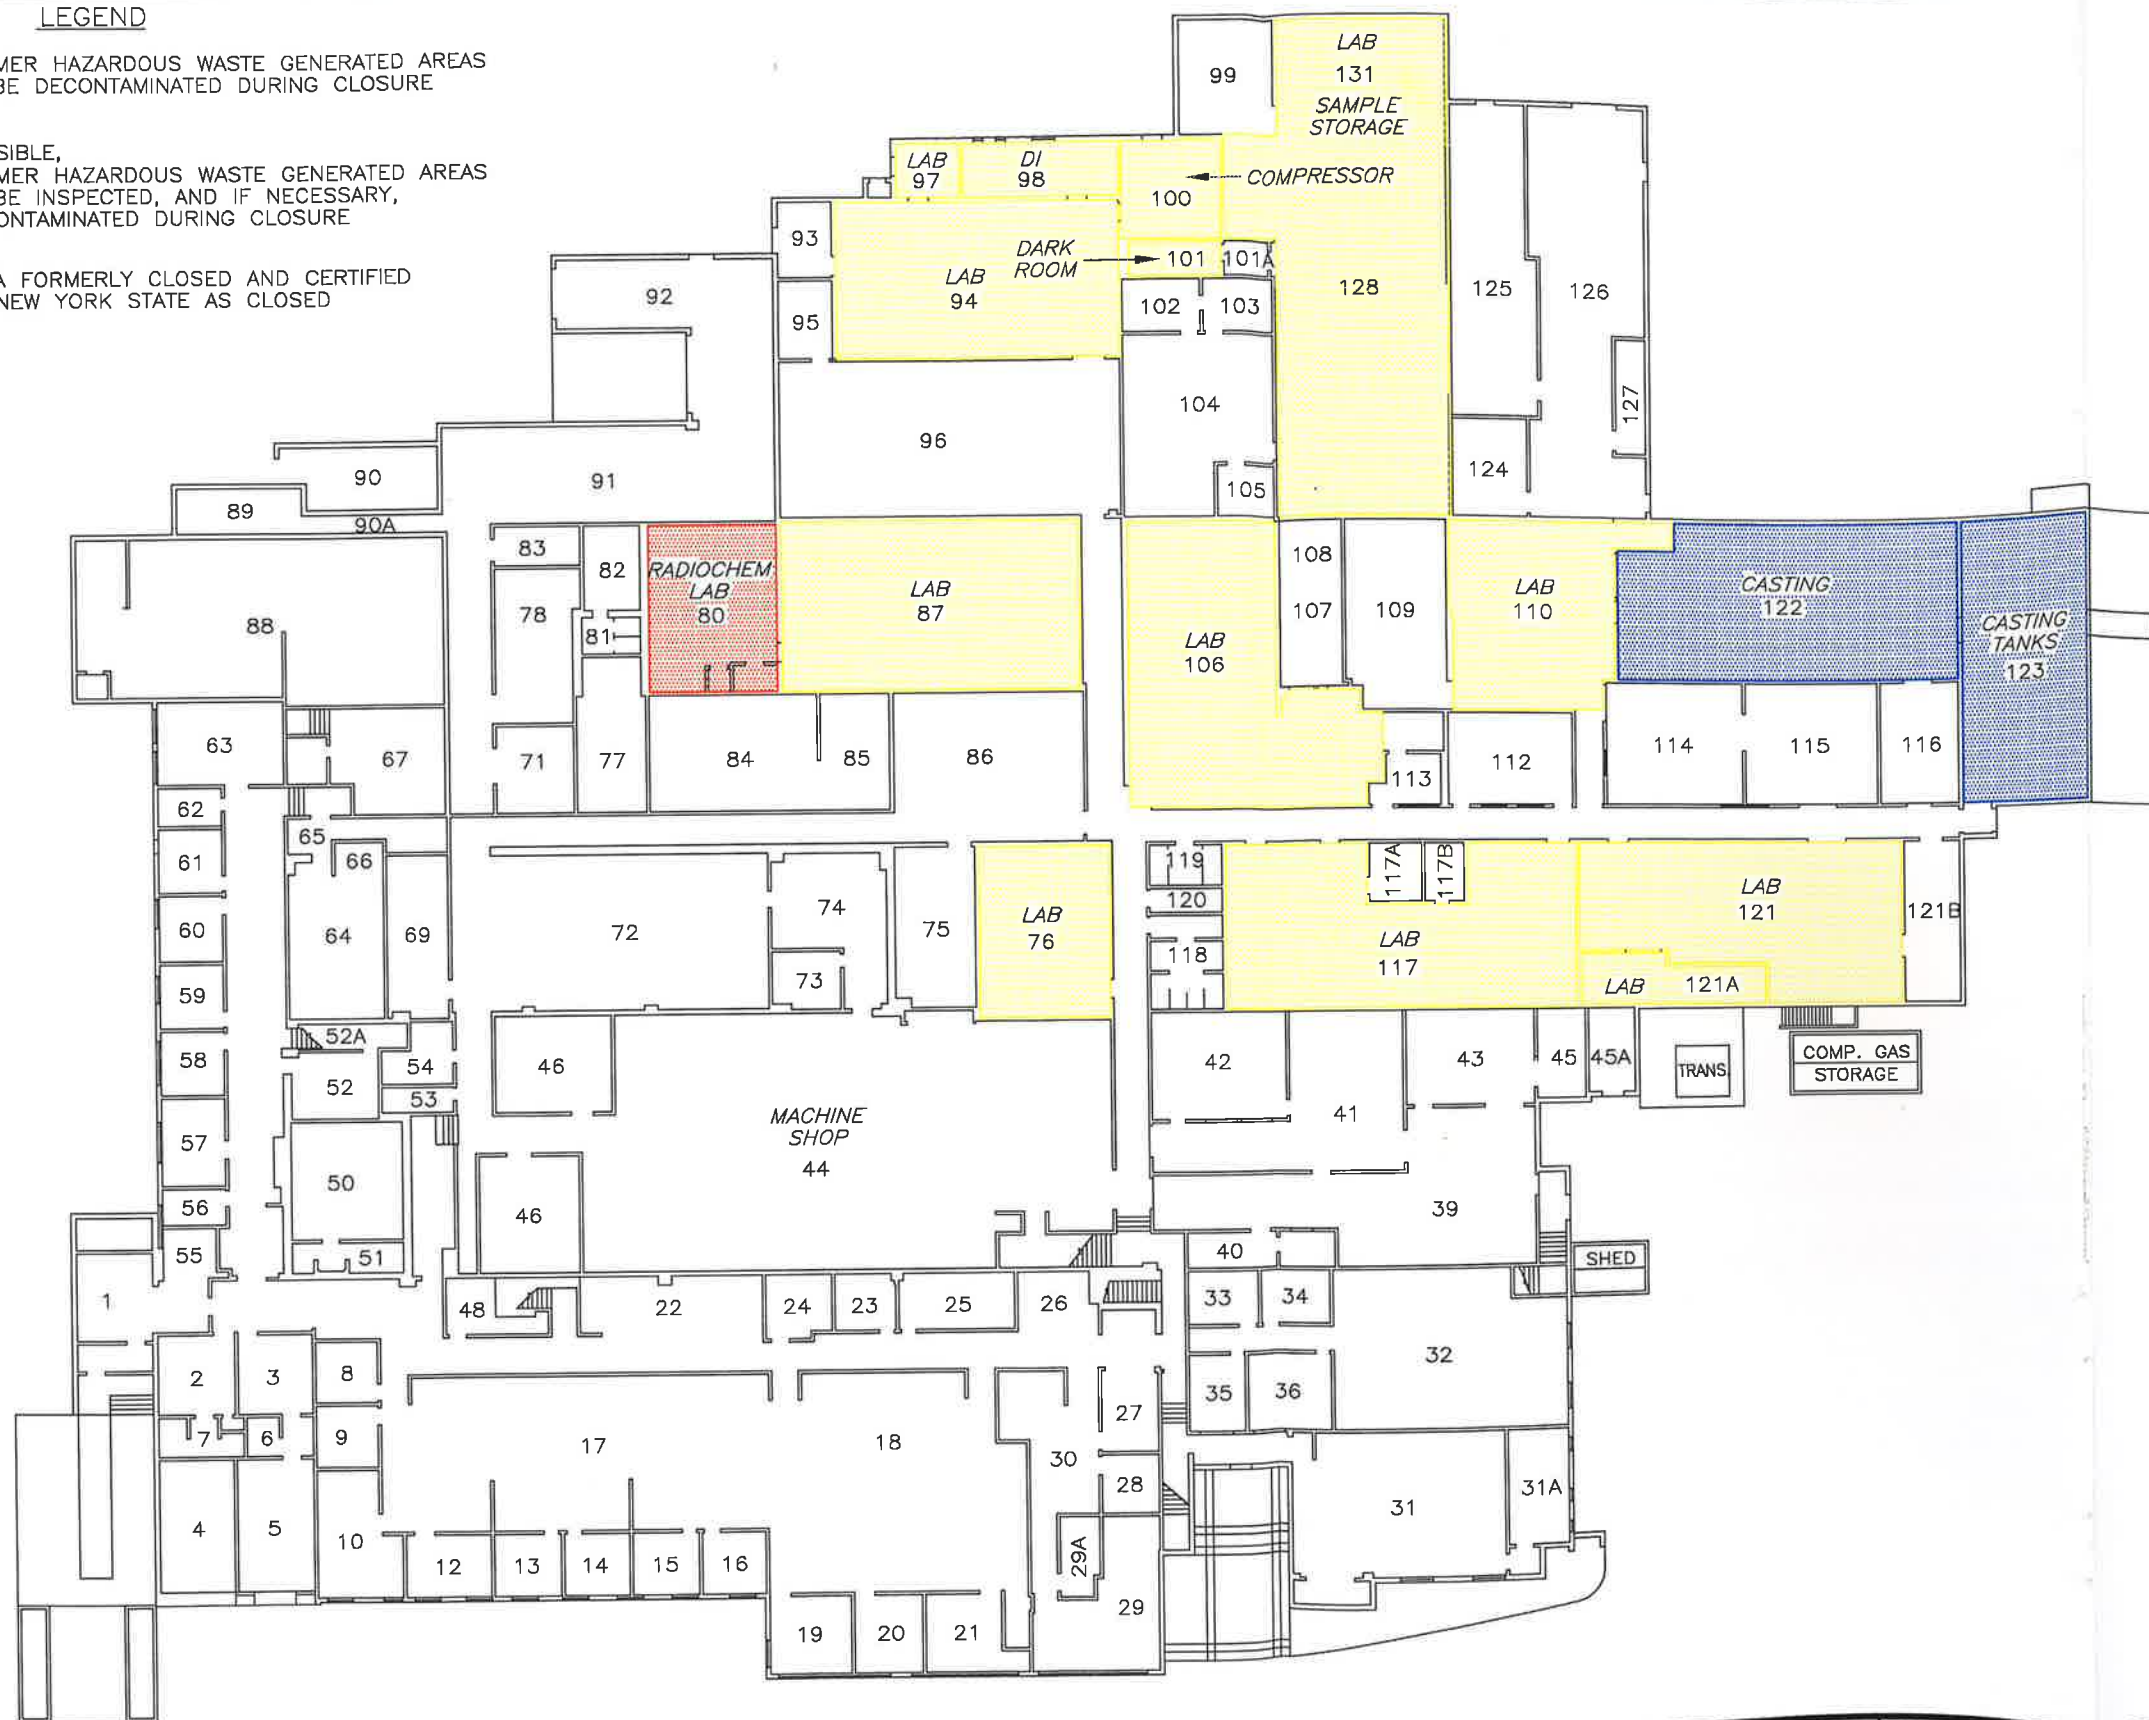 LEGEND
MER HAZARDOUS WASTE GENERATED AREAS
BE DECONTAMINATED DURING CLOSURE
SIBLE,
MER HAZARDOUS WASTE GENERATED AREAS
BE INSPECTED, AND IF NECESSARY,
ONTAMINATED DURING CLOSURE
A FORMERLY CLOSED AND CERTIFIED
NEW YORK STATE AS CLOSED
99
LAB
131
SAMPLE
STORAGE
LAB
97
DI
98
100
COMPRESSOR
93
DARK
ROOM
101
101A
LAB
94
95
92
102
103
128
125
126
127
104
96
105
124
90
91
89
90A
83
82
81
78
RADIOCHEM
LAB
80
LAB
87
LAB
106
108
107
109
LAB
110
CASTING
122
CASTING
TANKS
123
88
63
67
71
77
84
85
86
113
112
114
115
116
62
65
66
61
60
64
69
72
74
73
75
LAB
76
119
120
118
117A
117B
LAB
117
LAB
121
LAB 121A
121B
59
58
52A
54
52
53
57
50
56
55
51
46
46
MACHINE
SHOP
44
42
41
43
45
45A
TRANS.
COMP. GAS
STORAGE
39
40
SHED
1
48
22
24
23
25
26
33
34
32
35
36
2
3
8
7
6
9
4
5
10
17
18
12
13
14
15
16
19
20
21
27
30
28
29A
29
31
31A